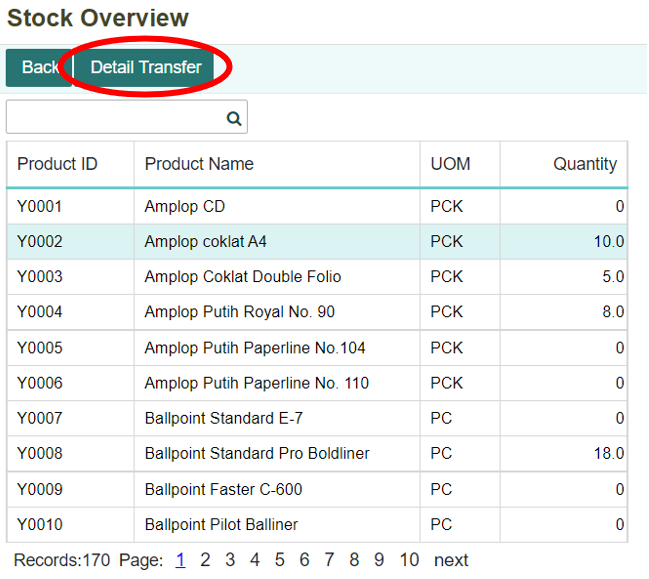 Stock Overview
Back Detail Transfer
Product ID Product Name UOM Quantity
Y0001 Amplop CD PCK 0
Y0002 Amplop coklat A4 PCK 10.0
Y0003 Amplop Coklat Double Folio PCK 5.0
Y0004 Amplop Putih Royal No. 90 PCK 8.0
Y0005 Amplop Putih Paperline No.104 PCK 0
Y0006 Amplop Putih Paperline No. 110 PCK 0
Y0007 Ballpoint Standard E-7 PC 0
Y0008 Ballpoint Standard Pro Boldliner PC 18.0
Y0009 Ballpoint Faster C-600 PC 0
Y0010 Ballpoint Pilot Balliner PC 0
Records:170 Page: 1 2 3 4 5 6 7 8 9 10 next